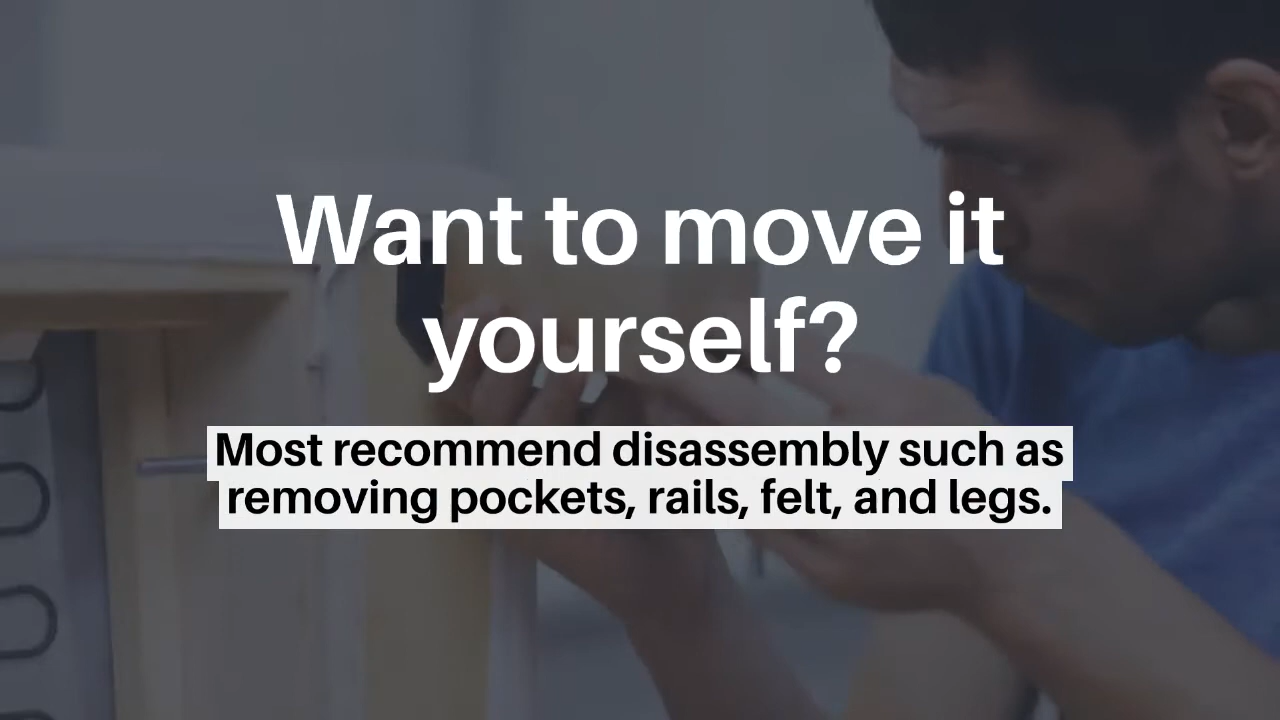 Want to move it
yourself?
Most recommend disassembly such as
removing pockets, rails, felt, and legs.